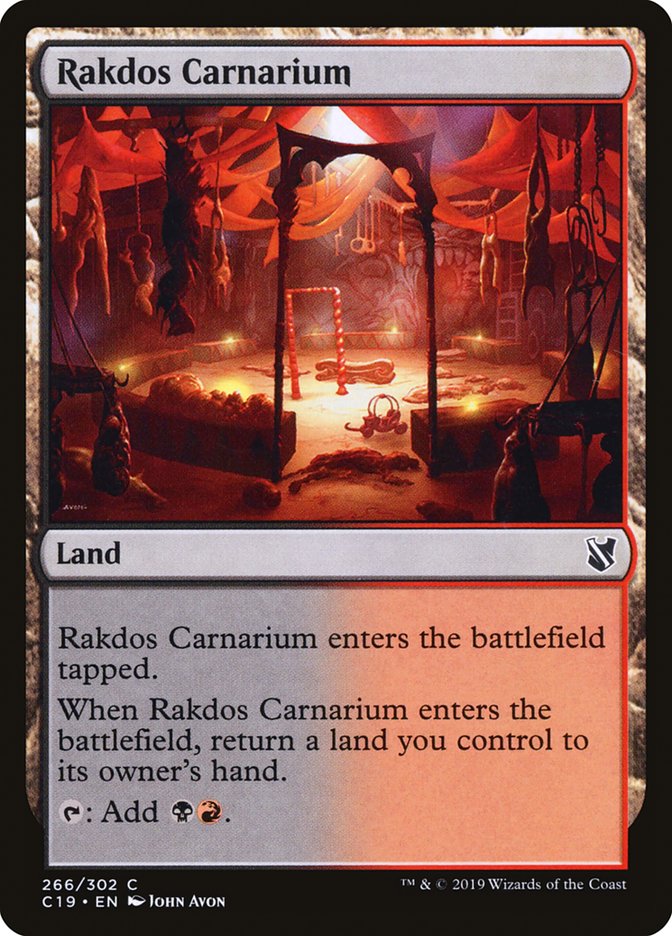 Rakdos Carnarium
AVON-
Land
Rakdos Carnarium enters the battlefield
tapped.
When Rakdos Carnarium enters the
battlefield, return a land you control to
its owner's hand.
: Add .
266/302 C
™ & © 2019 Wizards of the Coast
C19 • EN JOHN AVON